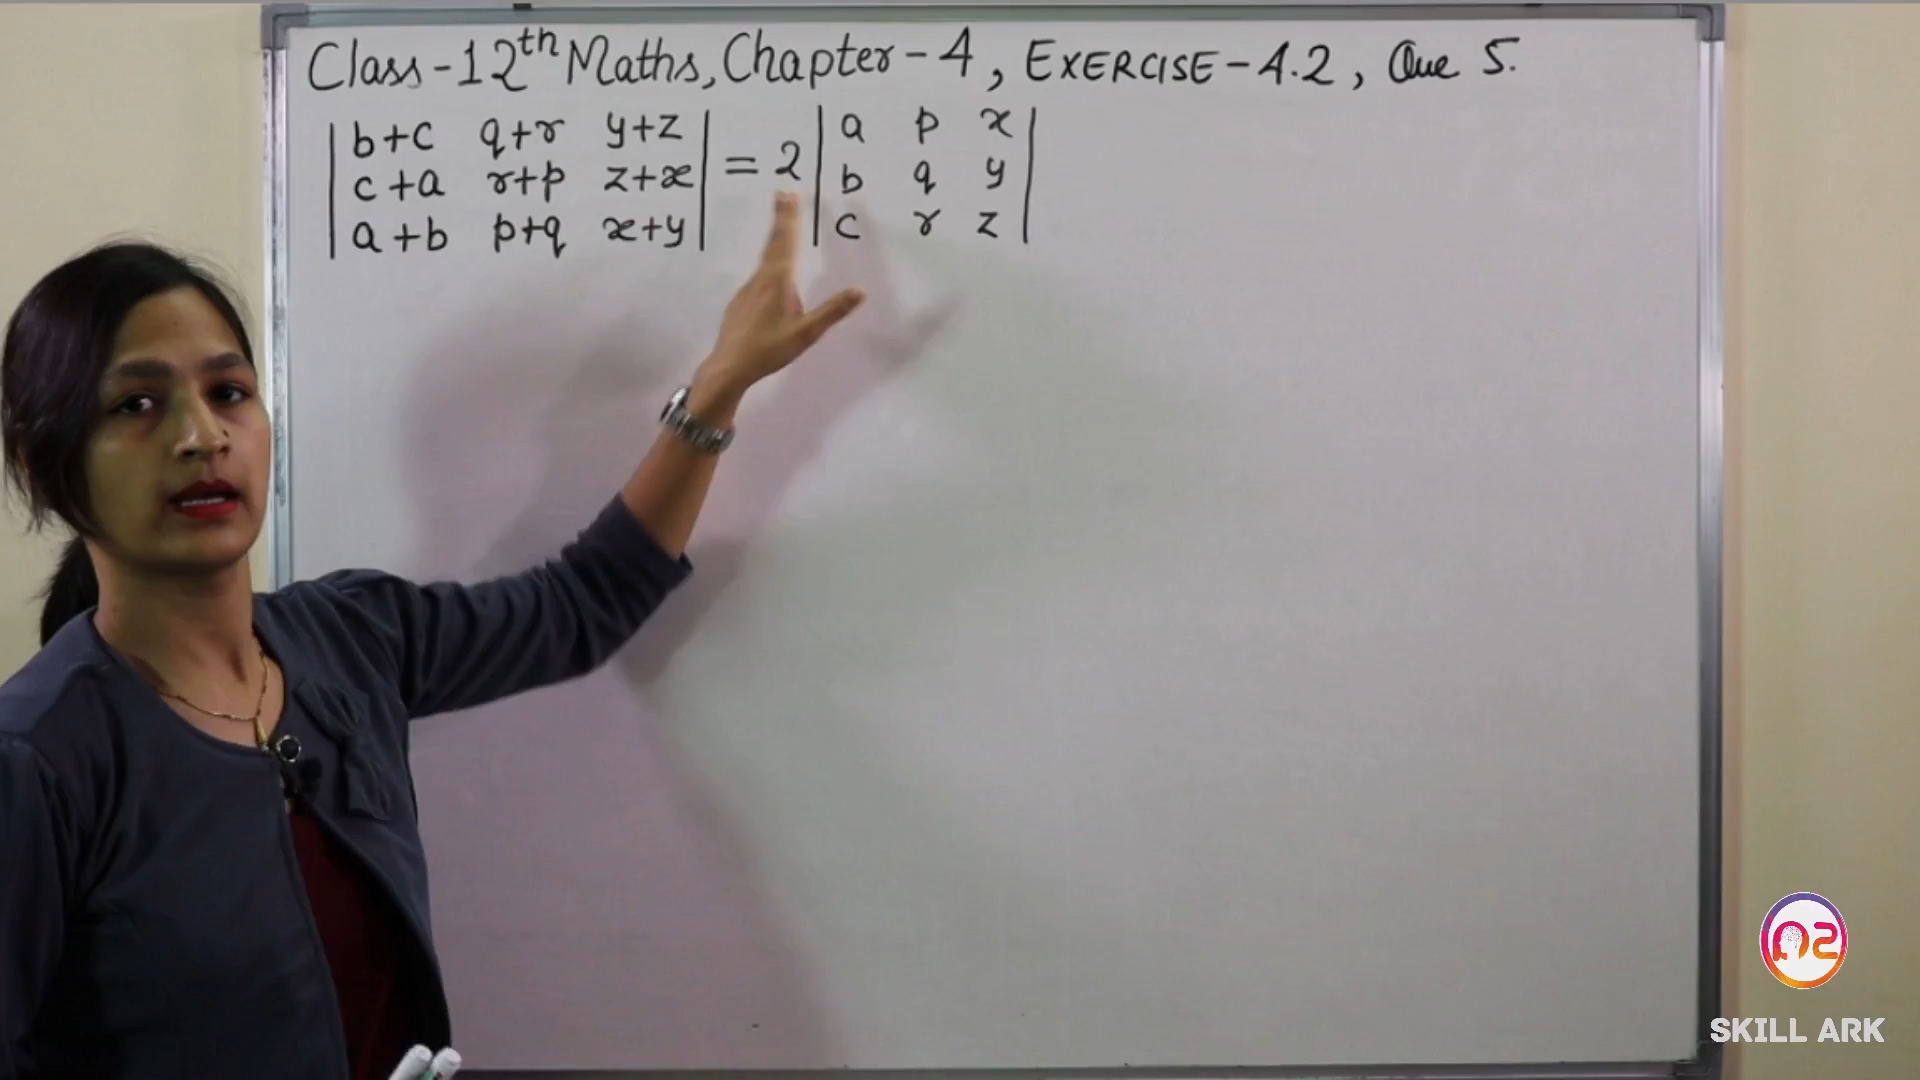 Class-12th Maths, Chapter-4, EXERCISE-4.2, Que 5.
| b+c q+r y+z | = 2 | a p x |
| c+a r+p z+x | | b q y |
| a+b p+q x+y | | c r z |
SKILL ARK